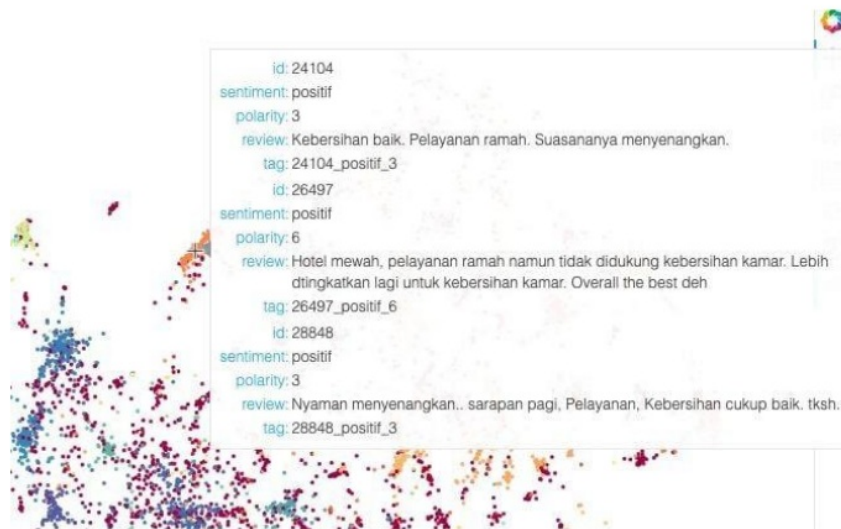 id: 24104
sentiment: positif
polarity: 3
review: Kebersihan baik. Pelayanan ramah. Suasananya menyenangkan.
tag: 24104_positif_3
id: 26497
sentiment: positif
polarity: 6
review: Hotel mewah, pelayanan ramah namun tidak didukung kebersihan kamar. Lebih
dtingkatkan lagi untuk kebersihan kamar. Overall the best deh
tag: 26497_positif_6
id: 28848
sentiment: positif
polarity: 3
review: Nyaman menyenangkan.. sarapan pagi, Pelayanan, Kebersihan cukup baik. tksh.
tag: 28848_positif_3